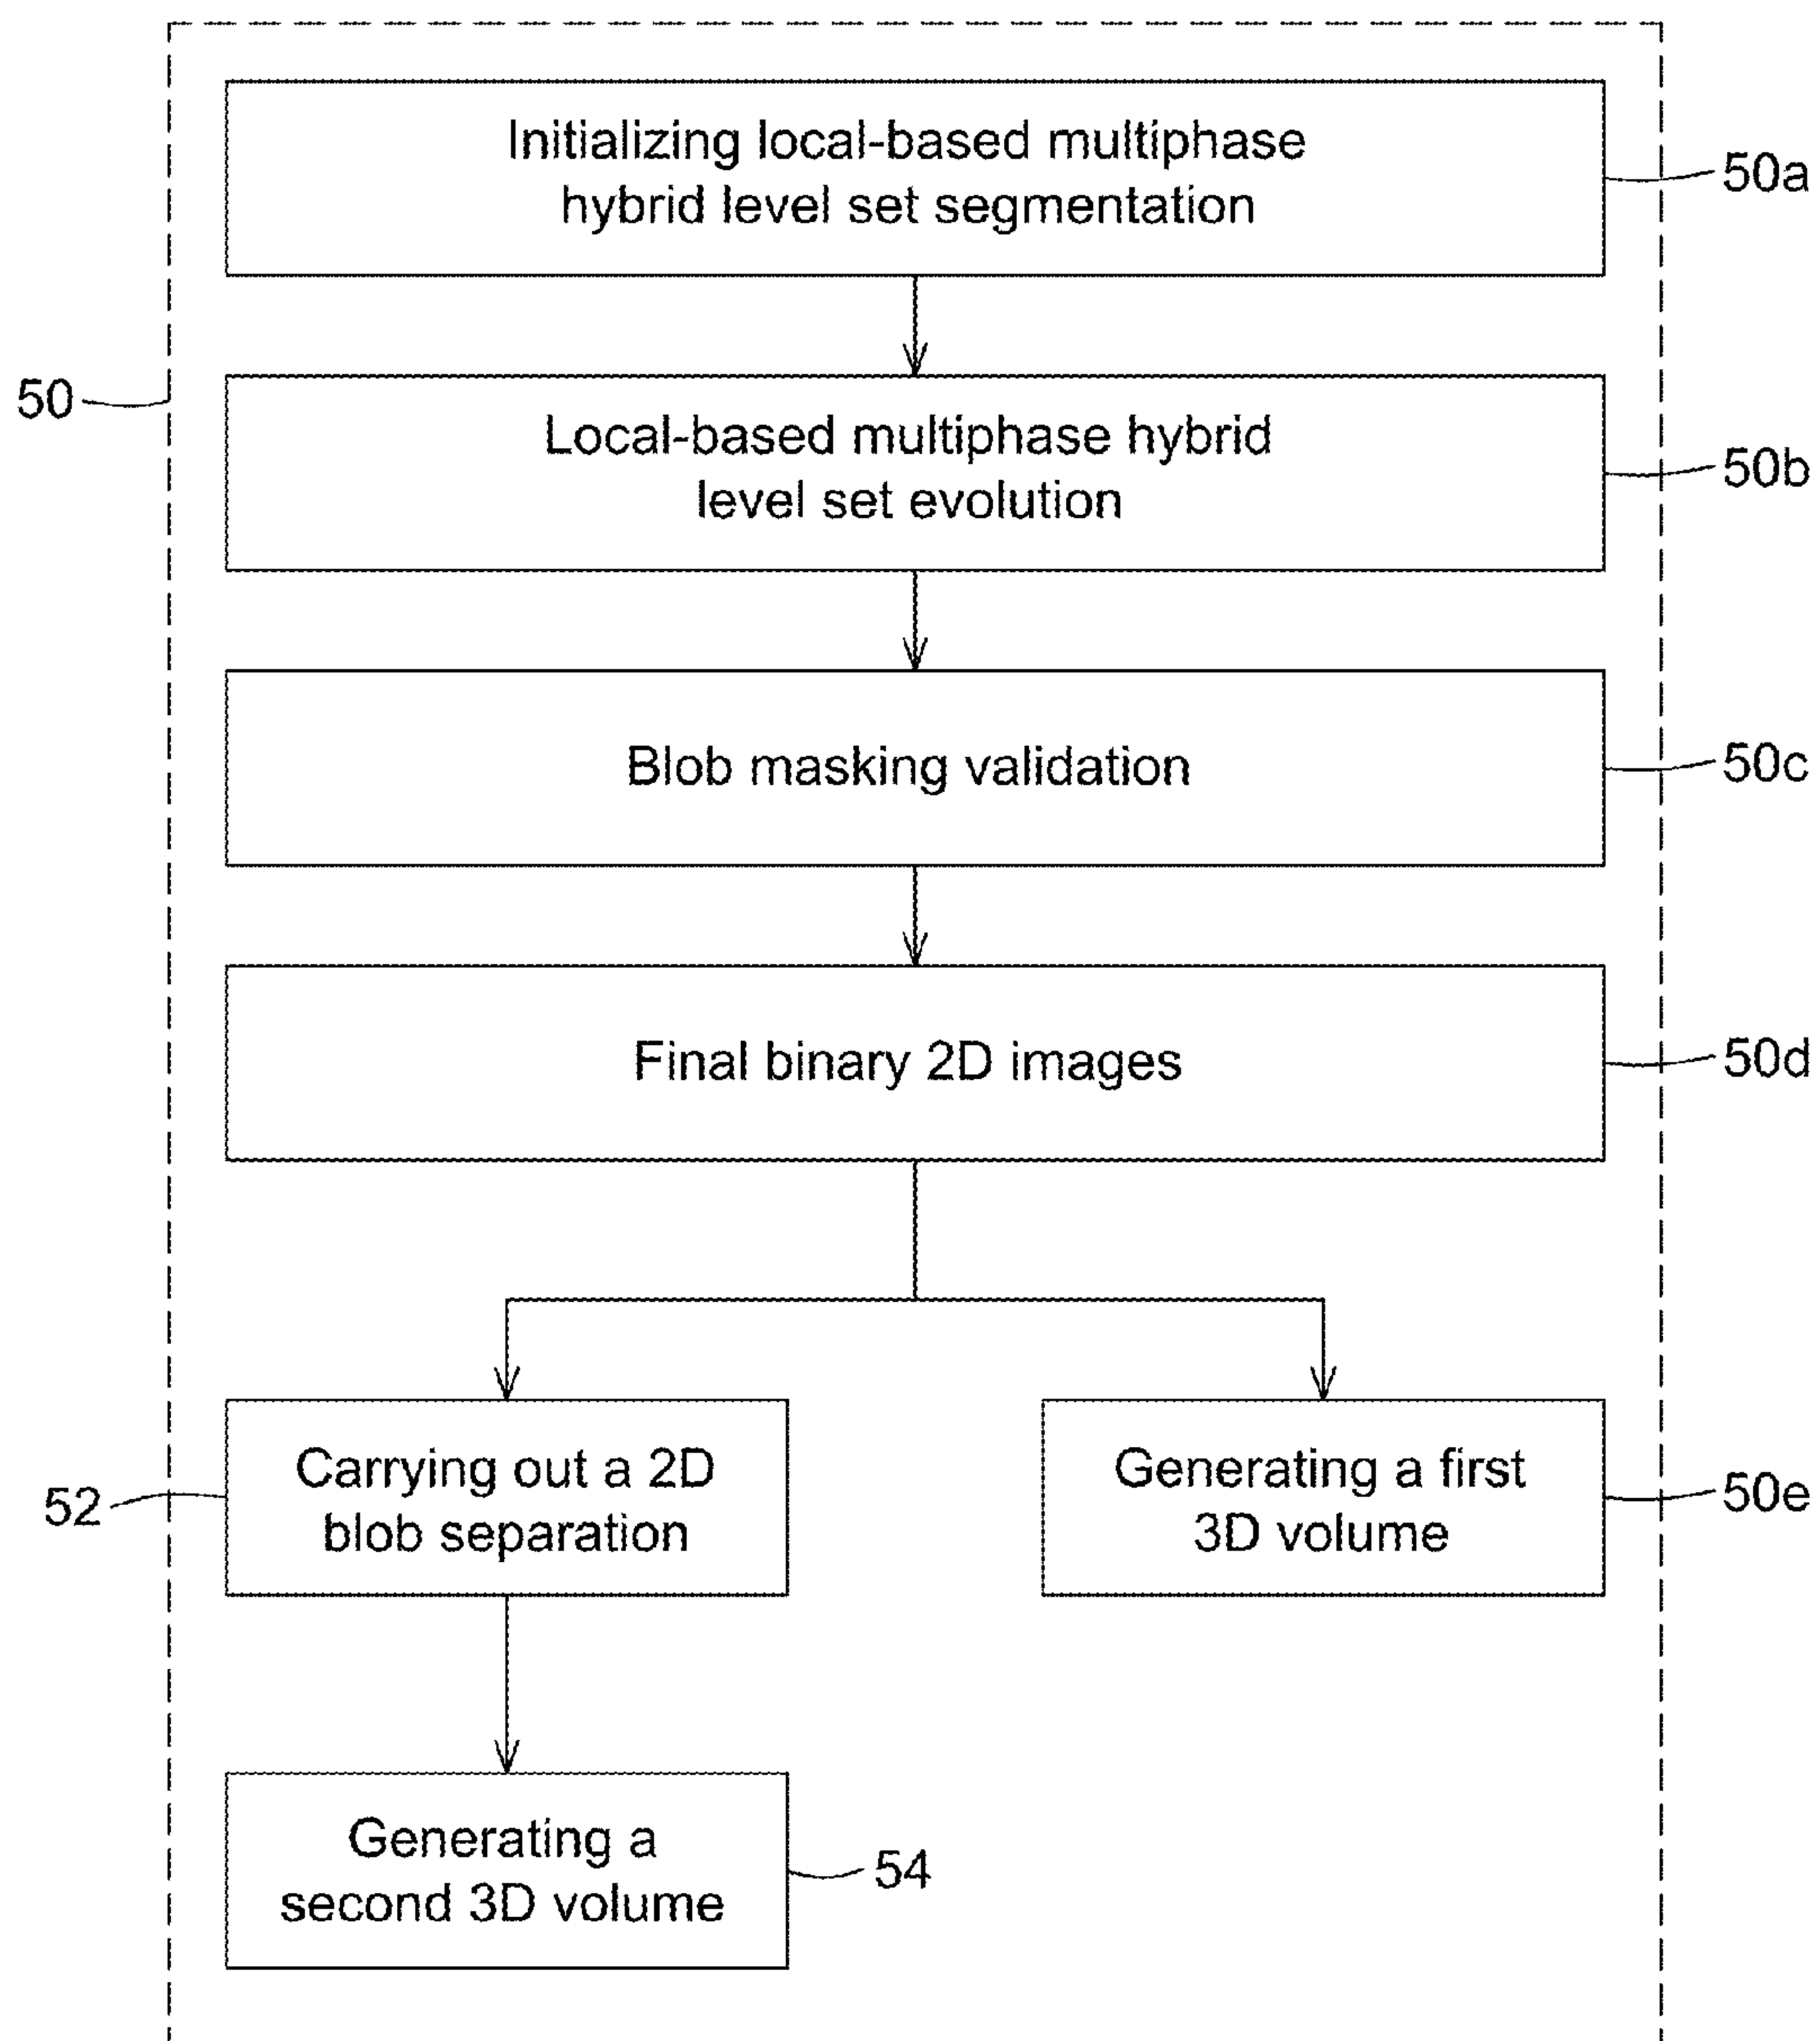 Initializing local-based multiphase
hybrid level set segmentation
50a
50
Local-based multiphase hybrid
level set evolution
50b
Blob masking validation
50c
Final binary 2D images
50d
Carrying out a 2D
blob separation
52
Generating a first
3D volume
50e
Generating a
second 3D volume
54